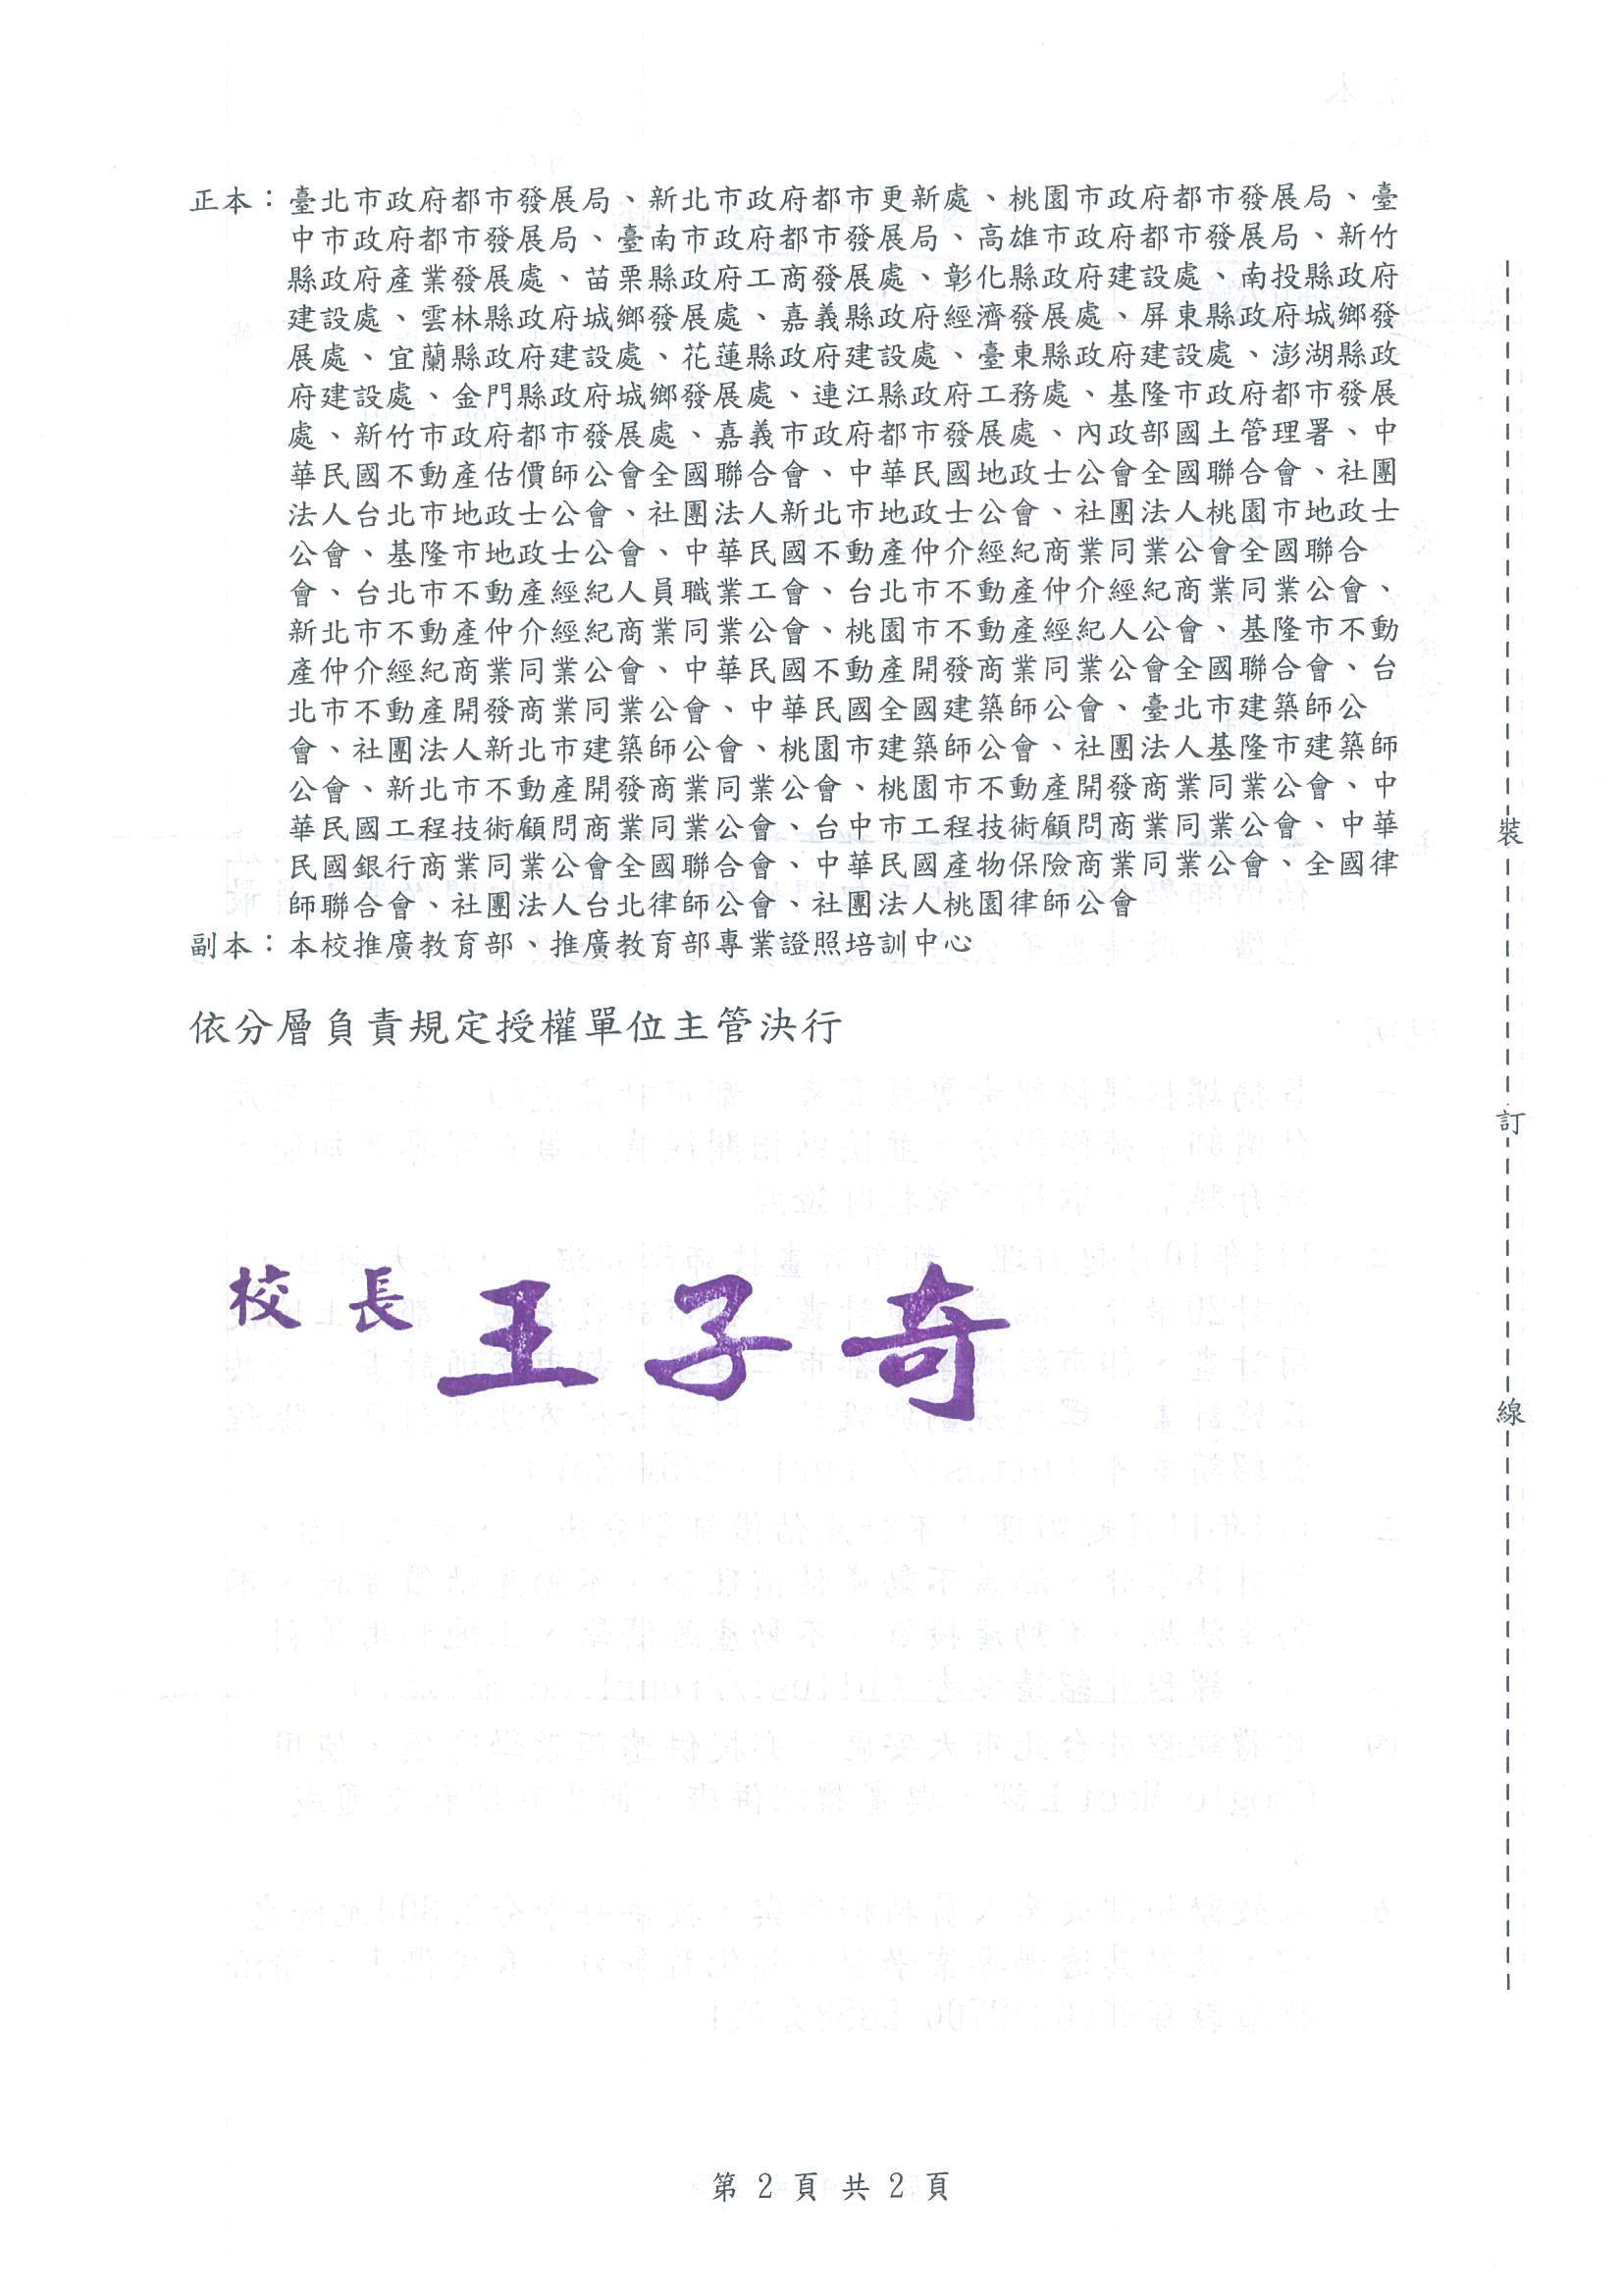 正本：臺北市政府都市發展局、新北市政府都市更新處、桃園市政府都市發展局、臺
中市政府都市發展局、臺南市政府都市發展局、高雄市政府都市發展局、新竹
縣政府產業發展處、苗栗縣政府工商發展處、彰化縣政府建設處、南投縣政府
建設處、雲林縣政府城鄉發展處、嘉義縣政府經濟發展處、屏東縣政府城鄉發
展處、宜蘭縣政府建設處、花蓮縣政府建設處、臺東縣政府建設處、澎湖縣政
府建設處、金門縣政府城鄉發展處、連江縣政府工務處、基隆市政府都市發展
處、新竹市政府都市發展處、嘉義市政府都市發展處、內政部國土管理署、中
華民國不動產估價師公會全國聯合會、中華民國地政士公會全國聯合會、社團
法人台北市地政士公會、社團法人新北市地政士公會、社團法人桃園市地政士
公會、基隆市地政士公會、中華民國不動產仲介經紀商業同業公會全國聯合
會、台北市不動產經紀人員職業工會、台北市不動產仲介經紀商業同業公會、
新北市不動產仲介經紀商業同業公會、桃園市不動產經紀人公會、基隆市不動
產仲介經紀商業同業公會、中華民國不動產開發商業同業公會全國聯合會、台
北市不動產開發商業同業公會、中華民國全國建築師公會、臺北市建築師公
會、社團法人新北市建築師公會、桃園市建築師公會、社團法人基隆市建築師
公會、新北市不動產開發商業同業公會、桃園市不動產開發商業同業公會、中
華民國工程技術顧問商業同業公會、台中市工程技術顧問商業同業公會、中華
民國銀行商業同業公會全國聯合會、中華民國產物保險商業同業公會、全國律
師聯合會、社團法人台北律師公會、社團法人桃園律師公會
副本：本校推廣教育部、推廣教育部專業證照培訓中心
依分層負責規定授權單位主管決行
校長 王子奇
裝
訂
線
第 2 頁 共 2 頁